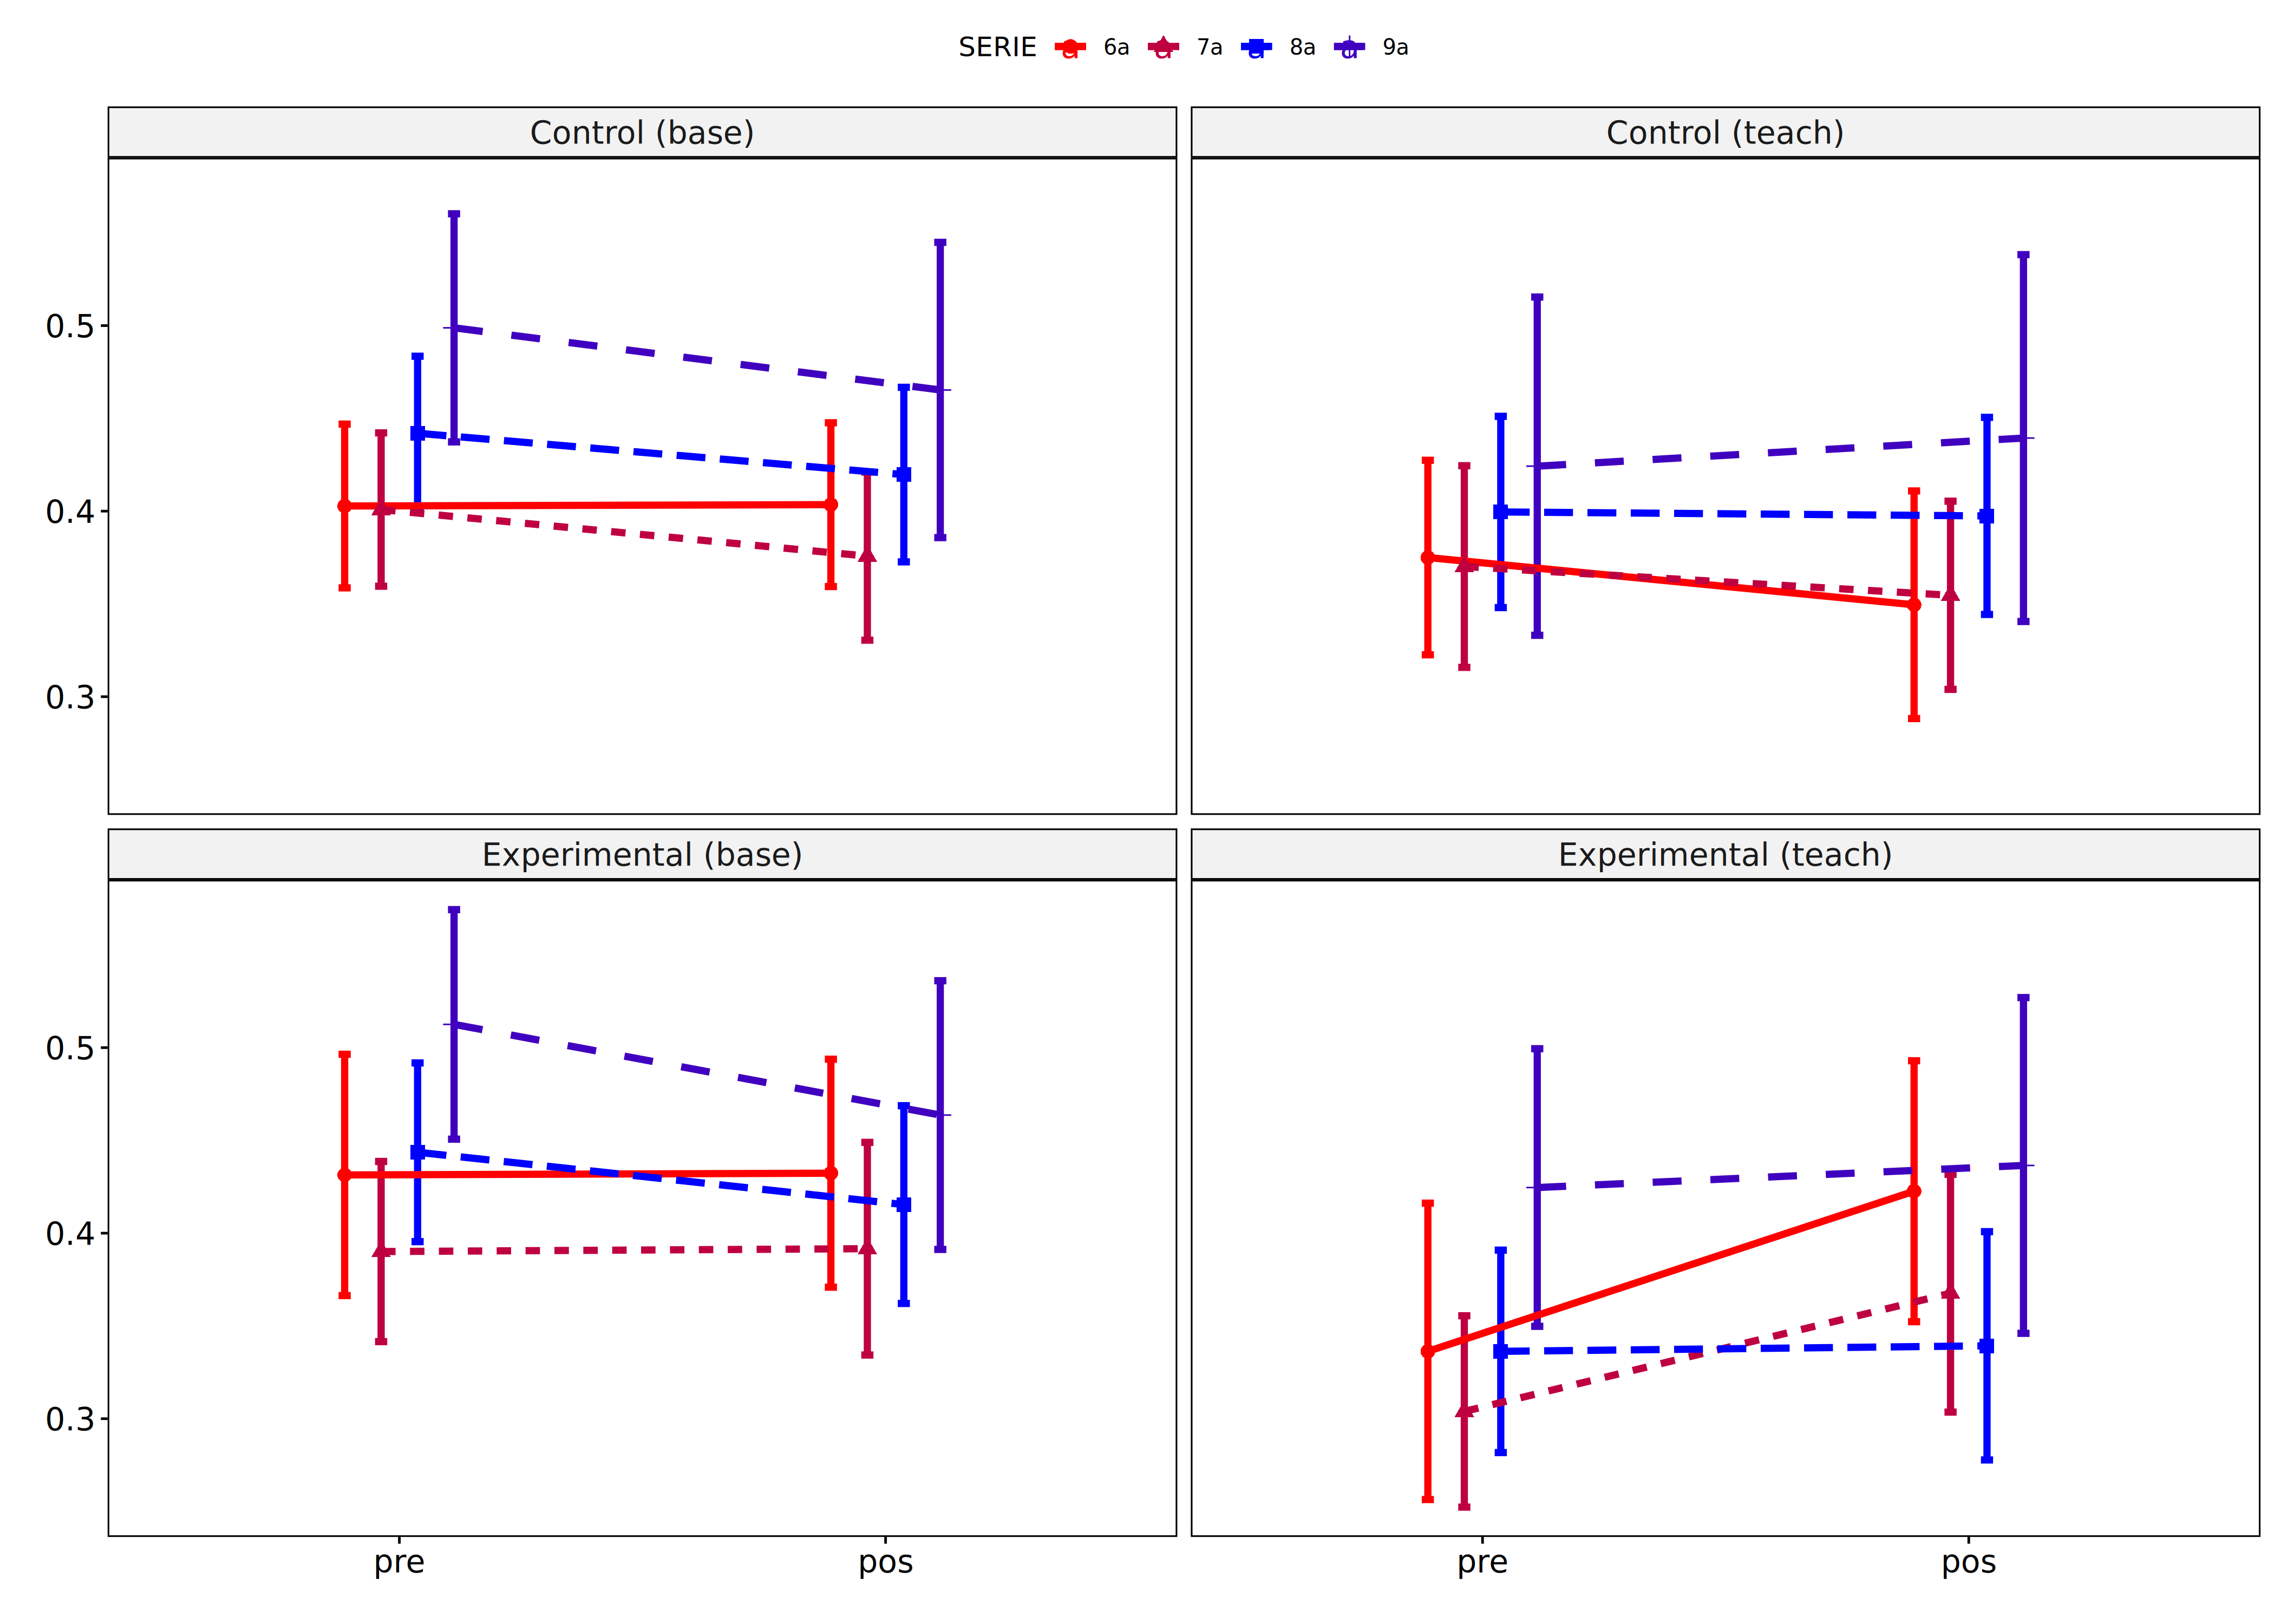 SERIE a 6a a 7a a 8a a 9a
Control (base) Control (teach)
0.5
0.4
0.3
Experimental (base) Experimental (teach)
0.5
0.4
0.3
pre pos pre pos